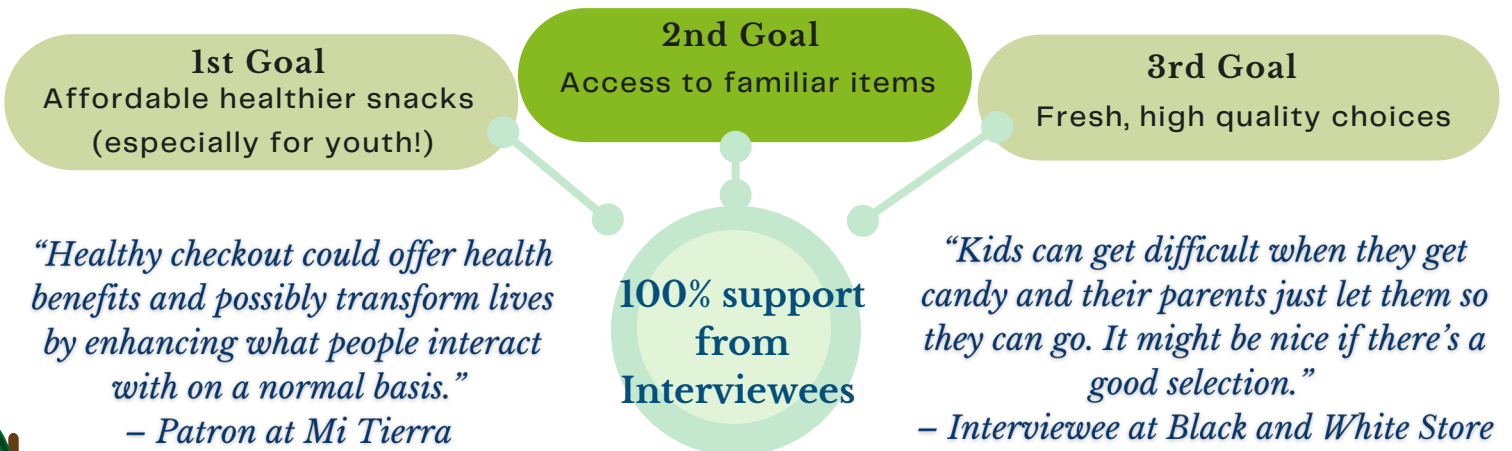 1st Goal
Affordable healthier snacks
(especially for youth!)
2nd Goal
Access to familiar items
3rd Goal
Fresh, high quality choices
“Healthy checkout could offer health
benefits and possibly transform lives
by enhancing what people interact
with on a normal basis.”
– Patron at Mi Tierra
100% support
from
Interviewees
“Kids can get difficult when they get
candy and their parents just let them so
they can go. It might be nice if there’s a
good selection.”
– Interviewee at Black and White Store